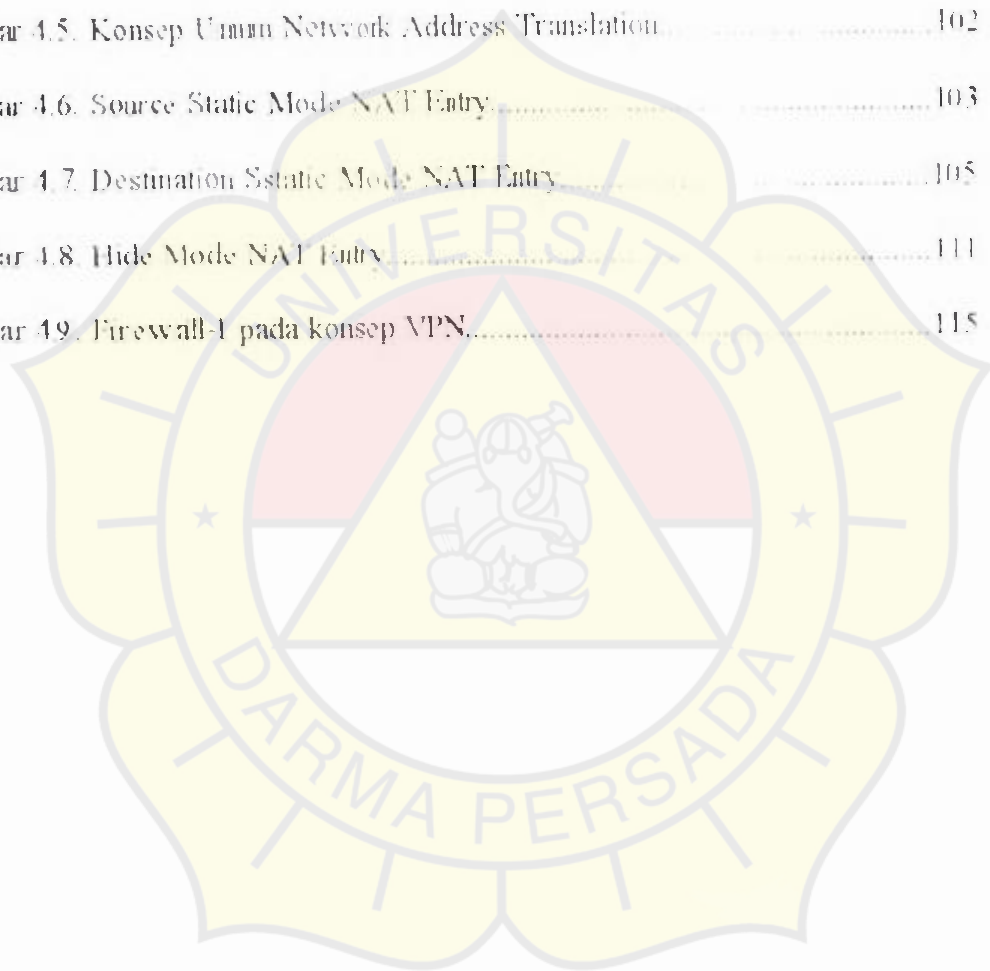 ar 4.5. Konsep Umum Network Address Translation ........................ 102
ar 4.6. Source Static Mode NAT Entry ........................ 103
ar 4.7. Destination Sstatic Mode NAT Entry ........................ 105
ar 4.8. Hide Mode NAT Entry ........................ 111
ar 4.9. Firewall-1 pada konsep VPN ........................ 115
UNIVERSITAS
DARMA PERSADA